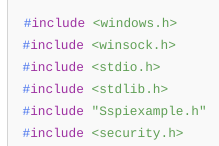 #include <windows.h>
#include <winsock.h>
#include <stdio.h>
#include <stdlib.h>
#include "Sspiexample.h"
#include <security.h>